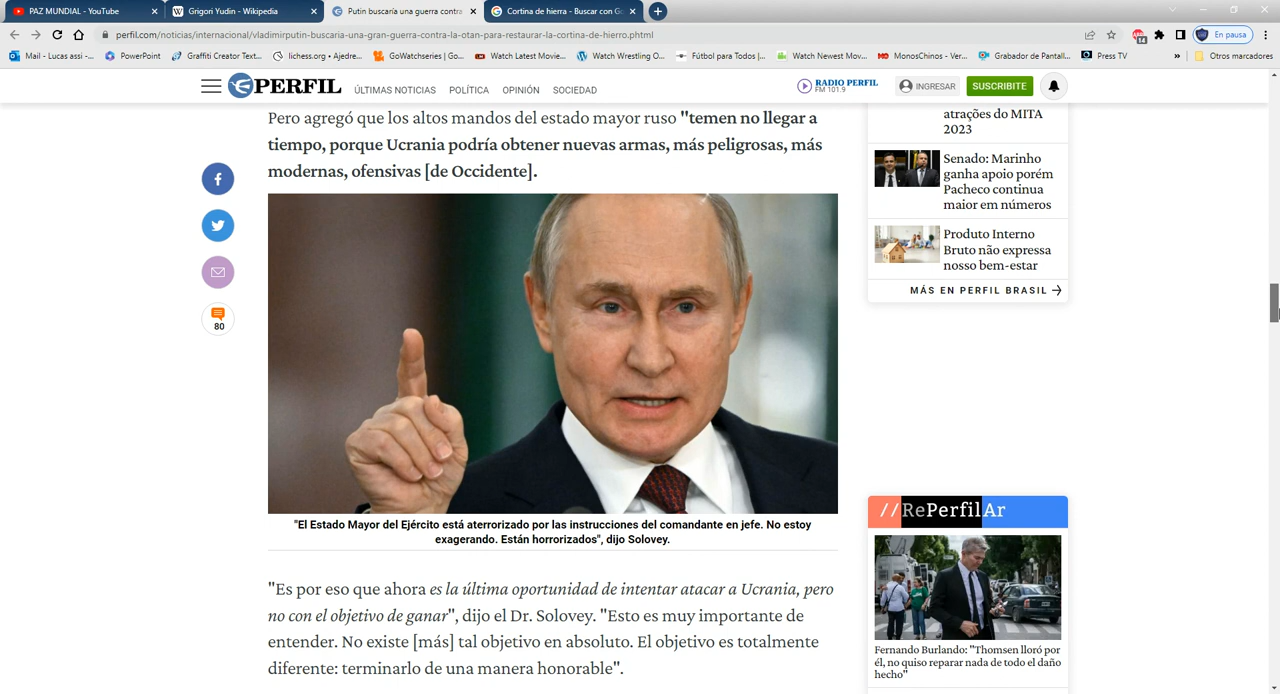 PAZ MUNDIAL - YouTube
Grigori Yudin - Wikipedia
Putin buscaría una guerra contra
Cortina de hierra - Buscar con Go
perfil.com/noticias/internacional/vladimirputin-buscaria-una-gran-guerra-contra-la-otan-para-restaurar-la-cortina-de-hierro.phtml
14
En pausa
Mail - Lucas assi -...
PowerPoint
Graffiti Creator Text...
lichess.org • Ajedre...
GoWatchseries | Go...
Watch Latest Movie...
Watch Wrestling O...
Fútbol para Todos |...
Watch Newest Mov...
MonosChinos - Ver...
Grabador de Pantall...
Press TV
»
Otros marcadores
PERFIL
ÚLTIMAS NOTICIAS
POLÍTICA
OPINIÓN
SOCIEDAD
RADIO PERFIL
FM 101.9
INGRESAR
SUSCRIBITE
Pero agregó que los altos mandos del estado mayor ruso "temen no llegar a
tiempo, porque Ucrania podría obtener nuevas armas, más peligrosas, más
modernas, ofensivas [de Occidente].
80
"El Estado Mayor del Ejército está aterrorizado por las instrucciones del comandante en jefe. No estoy
exagerando. Están horrorizados", dijo Solovey.
"Es por eso que ahora es la última oportunidad de intentar atacar a Ucrania, pero
no con el objetivo de ganar", dijo el Dr. Solovey. "Esto es muy importante de
entender. No existe [más] tal objetivo en absoluto. El objetivo es totalmente
diferente: terminarlo de una manera honorable".
atrações do MITA
2023
Senado: Marinho
ganha apoio porém
Pacheco continua
maior em números
Produto Interno
Bruto não expressa
nosso bem-estar
MÁS EN PERFIL BRASIL
//RePerfilAr
Fernando Burlando: "Thomsen lloró por
él, no quiso reparar nada de todo el daño
hecho"